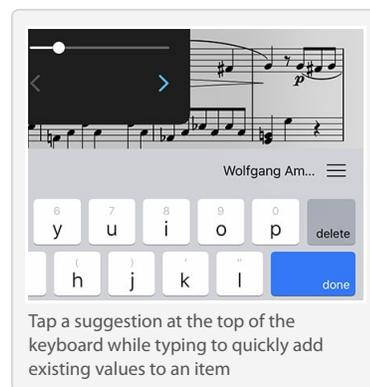 p
Wolfgang Am...
6 7 8 9 0
y u i o p delete
( ) ' "
h j k l done
Tap a suggestion at the top of the
keyboard while typing to quickly add
existing values to an item